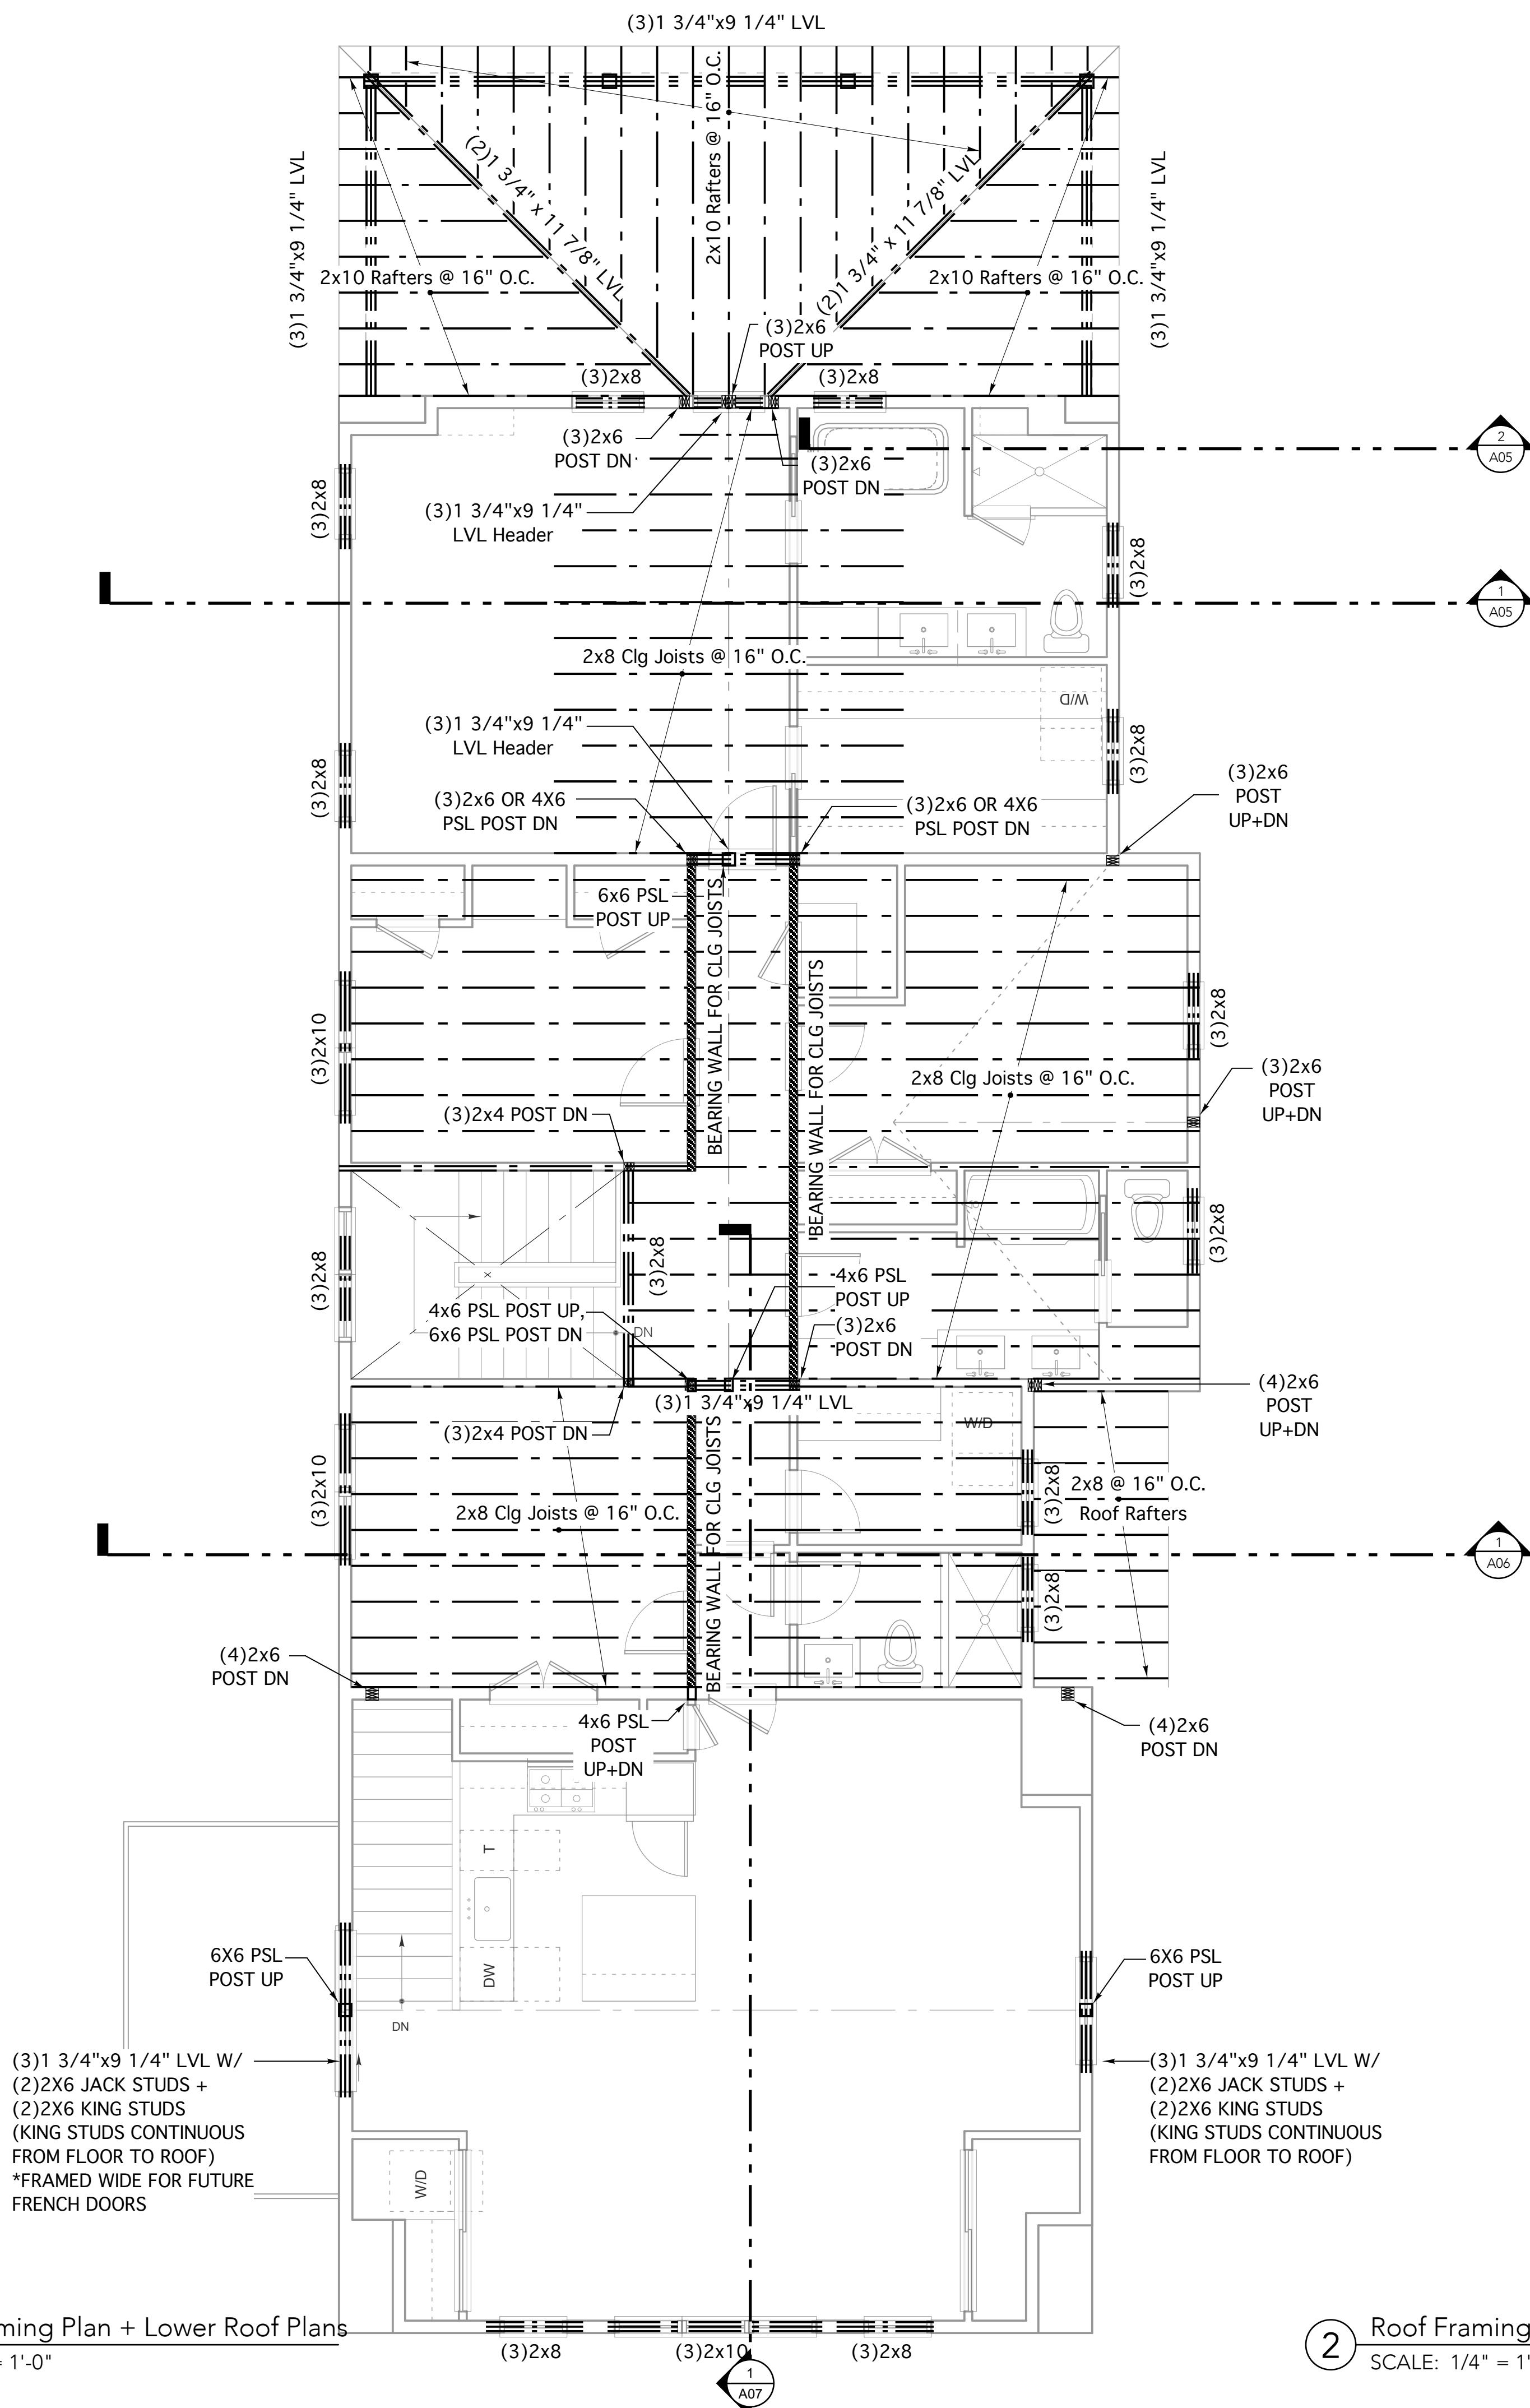 (3)1 3/4"x9 1/4" LVL
(3)1 3/4"x9 1/4" LVL
(2)1 3/4" x 11 7/8" LVL
2x10 Rafters @ 16" O.C.
(2)1 3/4" x 11 7/8" LVL
(3)1 3/4"x9 1/4" LVL
2x10 Rafters @ 16" O.C.
2x10 Rafters @ 16" O.C.
(3)2x6
POST UP
(3)2x8
(3)2x8
(3)2x6
POST DN
(3)2x6
POST DN
2
A05
(3)2x8
(3)1 3/4"x9 1/4"
LVL Header
(3)2x8
1
A05
2x8 Clg Joists @ 16" O.C.
W/D
(3)1 3/4"x9 1/4"
LVL Header
(3)2x8
(3)2x8
(3)2x6 OR 4X6
PSL POST DN
(3)2x6 OR 4X6
PSL POST DN
(3)2x6
POST
UP+DN
6x6 PSL
POST UP
BEARING WALL FOR CLG JOISTS
BEARING WALL FOR CLG JOISTS
(3)2x10
(3)2x8
2x8 Clg Joists @ 16" O.C.
(3)2x6
POST
UP+DN
(3)2x4 POST DN
(3)2x8
(3)2x8
(3)2x8
X
4x6 PSL
POST UP
4x6 PSL POST UP,
6x6 PSL POST DN
DN
(3)2x6
POST DN
(3)1 3/4"x9 1/4" LVL
(4)2x6
POST
UP+DN
(3)2x4 POST DN
W/D
(3)2x10
BEARING WALL FOR CLG JOISTS
(3)2x8
2x8 @ 16" O.C.
Roof Rafters
2x8 Clg Joists @ 16" O.C.
1
A06
(3)2x8
(4)2x6
POST DN
4x6 PSL
POST
UP+DN
(4)2x6
POST DN
T
DW
6X6 PSL
POST UP
6X6 PSL
POST UP
DN
(3)1 3/4"x9 1/4" LVL W/
(2)2X6 JACK STUDS +
(2)2X6 KING STUDS
(KING STUDS CONTINUOUS
FROM FLOOR TO ROOF)
*FRAMED WIDE FOR FUTURE
FRENCH DOORS
(3)1 3/4"x9 1/4" LVL W/
(2)2X6 JACK STUDS +
(2)2X6 KING STUDS
(KING STUDS CONTINUOUS
FROM FLOOR TO ROOF)
W/D
ming Plan + Lower Roof Plans
= 1'-0"
(3)2x8
(3)2x10
(3)2x8
1
A07
2
Roof Framing
SCALE: 1/4" = 1'